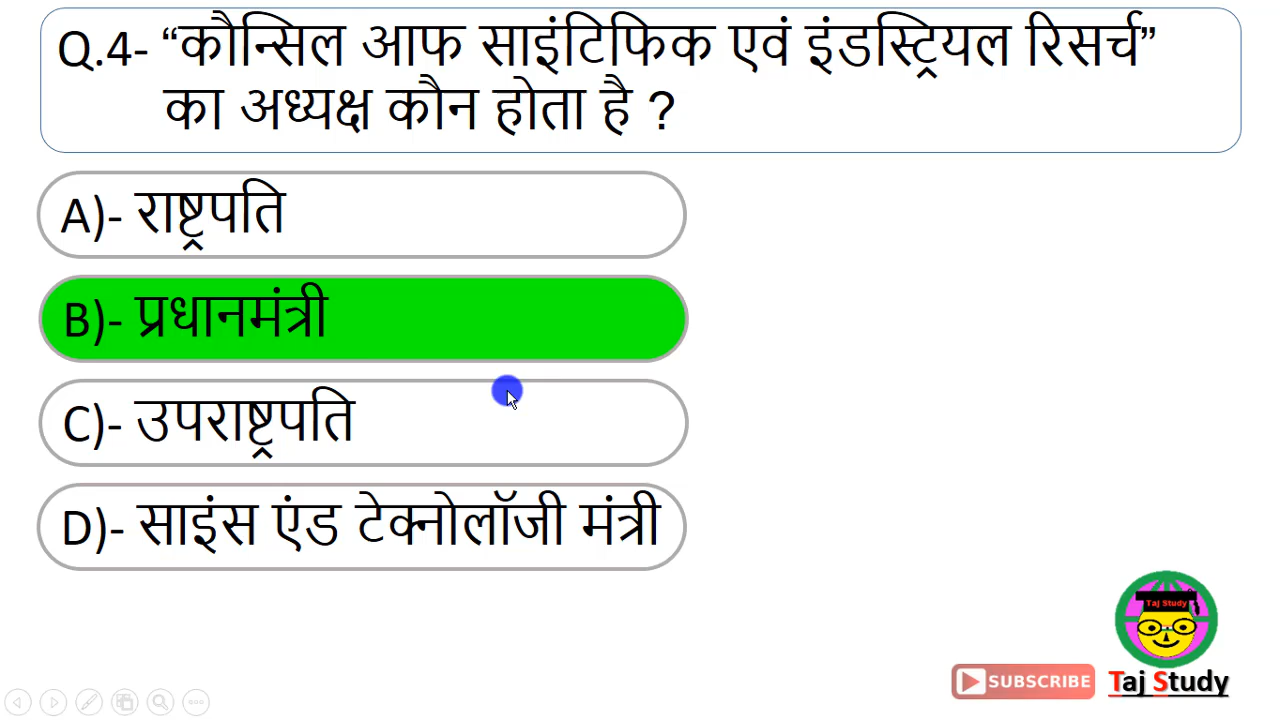 Q.4- “कौन्सिल आफ साइंटिफिक एवं इंडस्ट्रियल रिसर्च”
का अध्यक्ष कौन होता है ?
A)- राष्ट्रपति
B)- प्रधानमंत्री
C)- उपराष्ट्रपति
D)- साइंस एंड टेक्नोलॉजी मंत्री
Taj Study
SUBSCRIBE
Taj Study